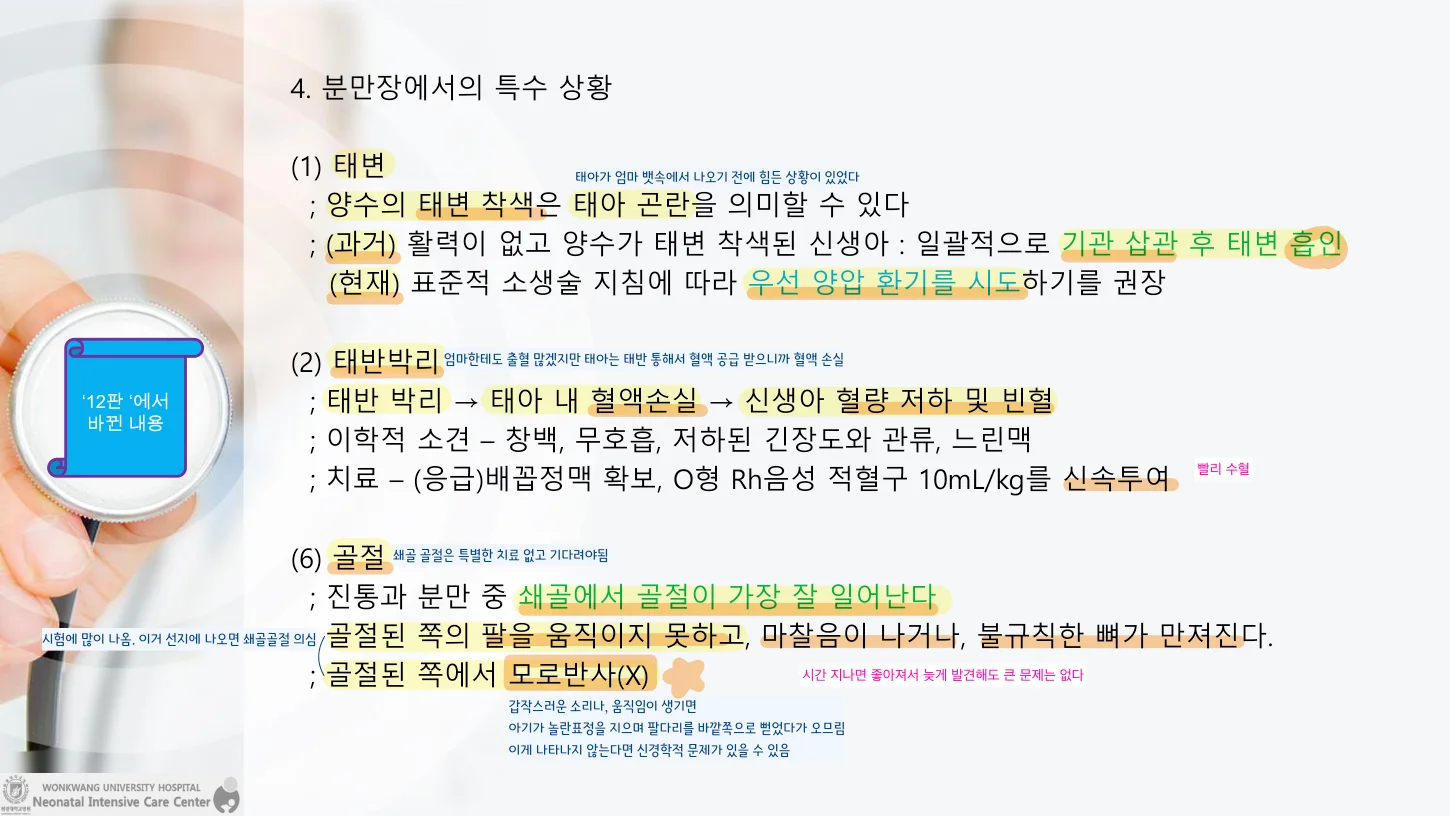 4. 분만장에서의 특수 상황
(1) 태변
태아가 엄마 뱃속에서 나오기 전에 힘든 상황이 있었다
; 양수의 태변 착색은 태아 곤란을 의미할 수 있다
; (과거) 활력이 없고 양수가 태변 착색된 신생아 : 일괄적으로 기관 삽관 후 태변 흡인
(현재) 표준적 소생술 지침에 따라 우선 양압 환기를 시도하기를 권장
(2) 태반박리 엄마한테도 출혈 많겠지만 태아는 태반 통해서 혈액 공급 받으니까 혈액 손실
; 태반 박리 → 태아 내 혈액손실 → 신생아 혈량 저하 및 빈혈
; 이학적 소견 – 창백, 무호흡, 저하된 긴장도와 관류, 느린맥
; 치료 – (응급)배꼽정맥 확보, O형 Rh음성 적혈구 10mL/kg를 신속투여 빨리 수혈
‘12판 ‘에서
바뀐 내용
(6) 골절 쇄골 골절은 특별한 치료 없고 기다려야됨
; 진통과 분만 중 쇄골에서 골절이 가장 잘 일어난다
시험에 많이 나옴. 이거 선지에 나오면 쇄골골절 의심
골절된 쪽의 팔을 움직이지 못하고, 마찰음이 나거나, 불규칙한 뼈가 만져진다.
; 골절된 쪽에서 모로반사(X) 시간 지나면 좋아져서 늦게 발견해도 큰 문제는 없다
갑작스러운 소리나, 움직임이 생기면
아기가 놀란표정을 지으며 팔다리를 바깥쪽으로 뻗었다가 오므림
이게 나타나지 않는다면 신경학적 문제가 있을 수 있음
WONKWANG UNIVERSITY HOSPITAL
Neonatal Intensive Care Center
원광대학교병원